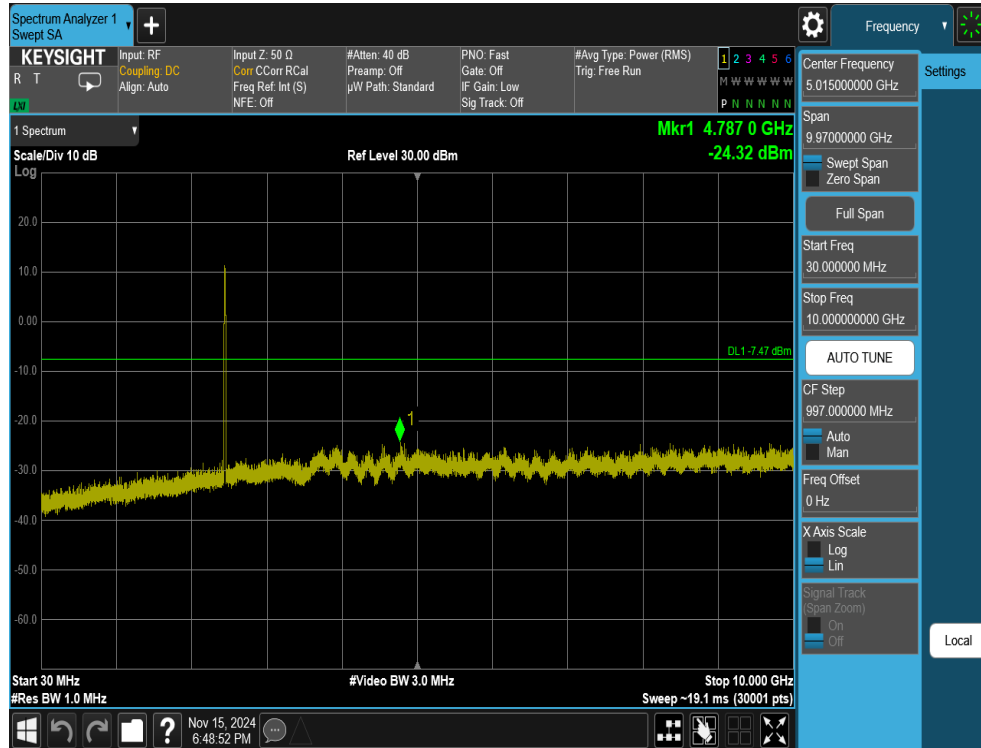 Spectrum Analyzer 1
Swept SA
+
Frequency
KEYSIGHT
R T
LXI
Input: RF
Coupling: DC
Align: Auto
Input Z: 50 Ω
Corr CCorr RCal
Freq Ref: Int (S)
NFE: Off
#Atten: 40 dB
Preamp: Off
µW Path: Standard
PNO: Fast
Gate: Off
IF Gain: Low
Sig Track: Off
#Avg Type: Power (RMS)
Trig: Free Run
1 2 3 4 5 6
M W W W W W
P N N N N N
1 Spectrum
Scale/Div 10 dB
Log
Ref Level 30.00 dBm
Mkr1 4.787 0 GHz
-24.32 dBm
20.0
10.0
0.00
DL1 -7.47 dBm
-10.0
-20.0
1
-30.0
-40.0
-50.0
-60.0
Start 30 MHz
#Res BW 1.0 MHz
#Video BW 3.0 MHz
Stop 10.000 GHz
Sweep ~19.1 ms (30001 pts)
Center Frequency
5.015000000 GHz
Span
9.97000000 GHz
Swept Span
Zero Span
Full Span
Start Freq
30.000000 MHz
Stop Freq
10.000000000 GHz
AUTO TUNE
CF Step
997.000000 MHz
Auto
Man
Freq Offset
0 Hz
X Axis Scale
Log
Lin
Signal Track
(Span Zoom)
On
Off
Settings
Local
?
Nov 15, 2024
6:48:52 PM